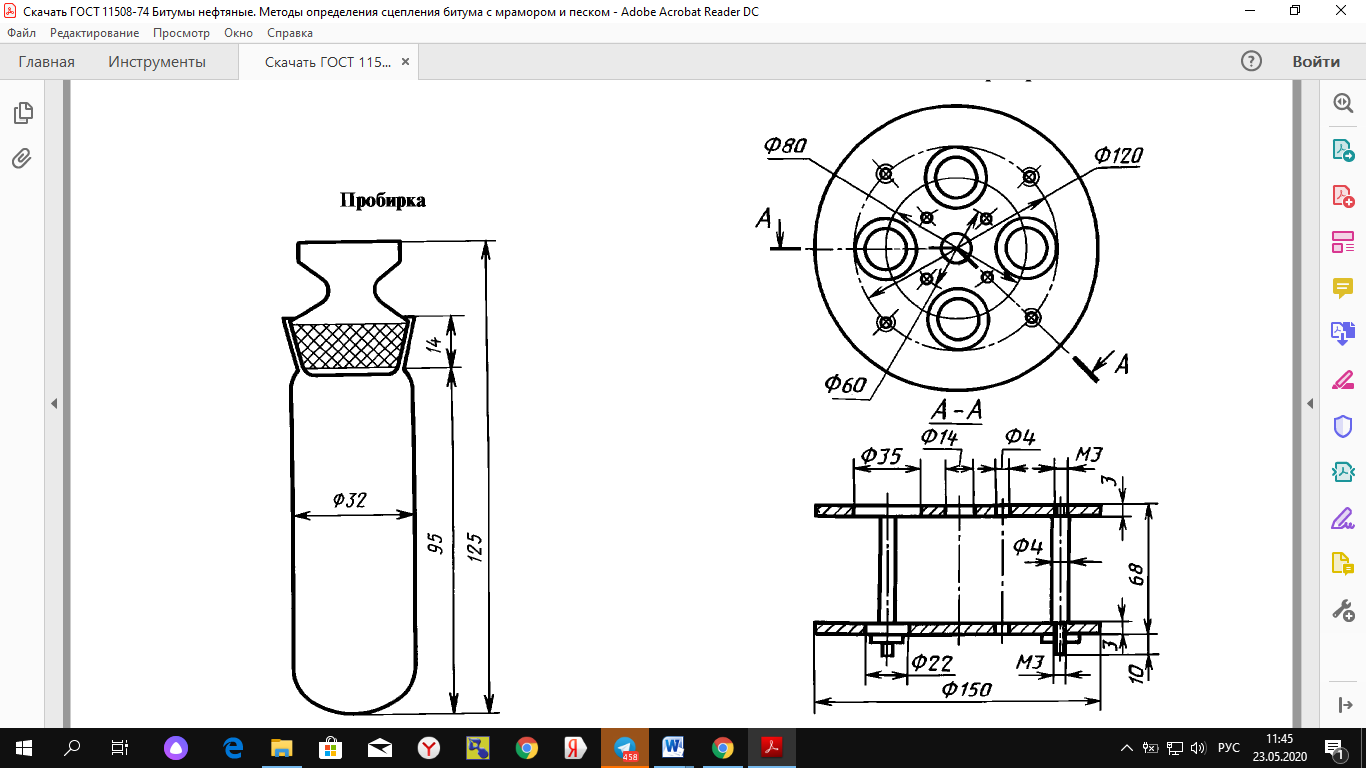 Скачать ГОСТ 11508-74 Битумы нефтяные. Методы определения сцепления битума с мрамором и песком - Adobe Acrobat Reader DC
Файл Редактирование Просмотр Окно Справка
Главная Инструменты Скачать ГОСТ 115... × ? Войти
Пробирка
14
Ф32
95
125
Ф80
Ф120
А
А
Ф60
А-А
Ф14 Ф4
Ф35 М3
3
Ф4
68
3
10
Ф22 М3
Ф150
458
РУС
11:45
23.05.2020
1